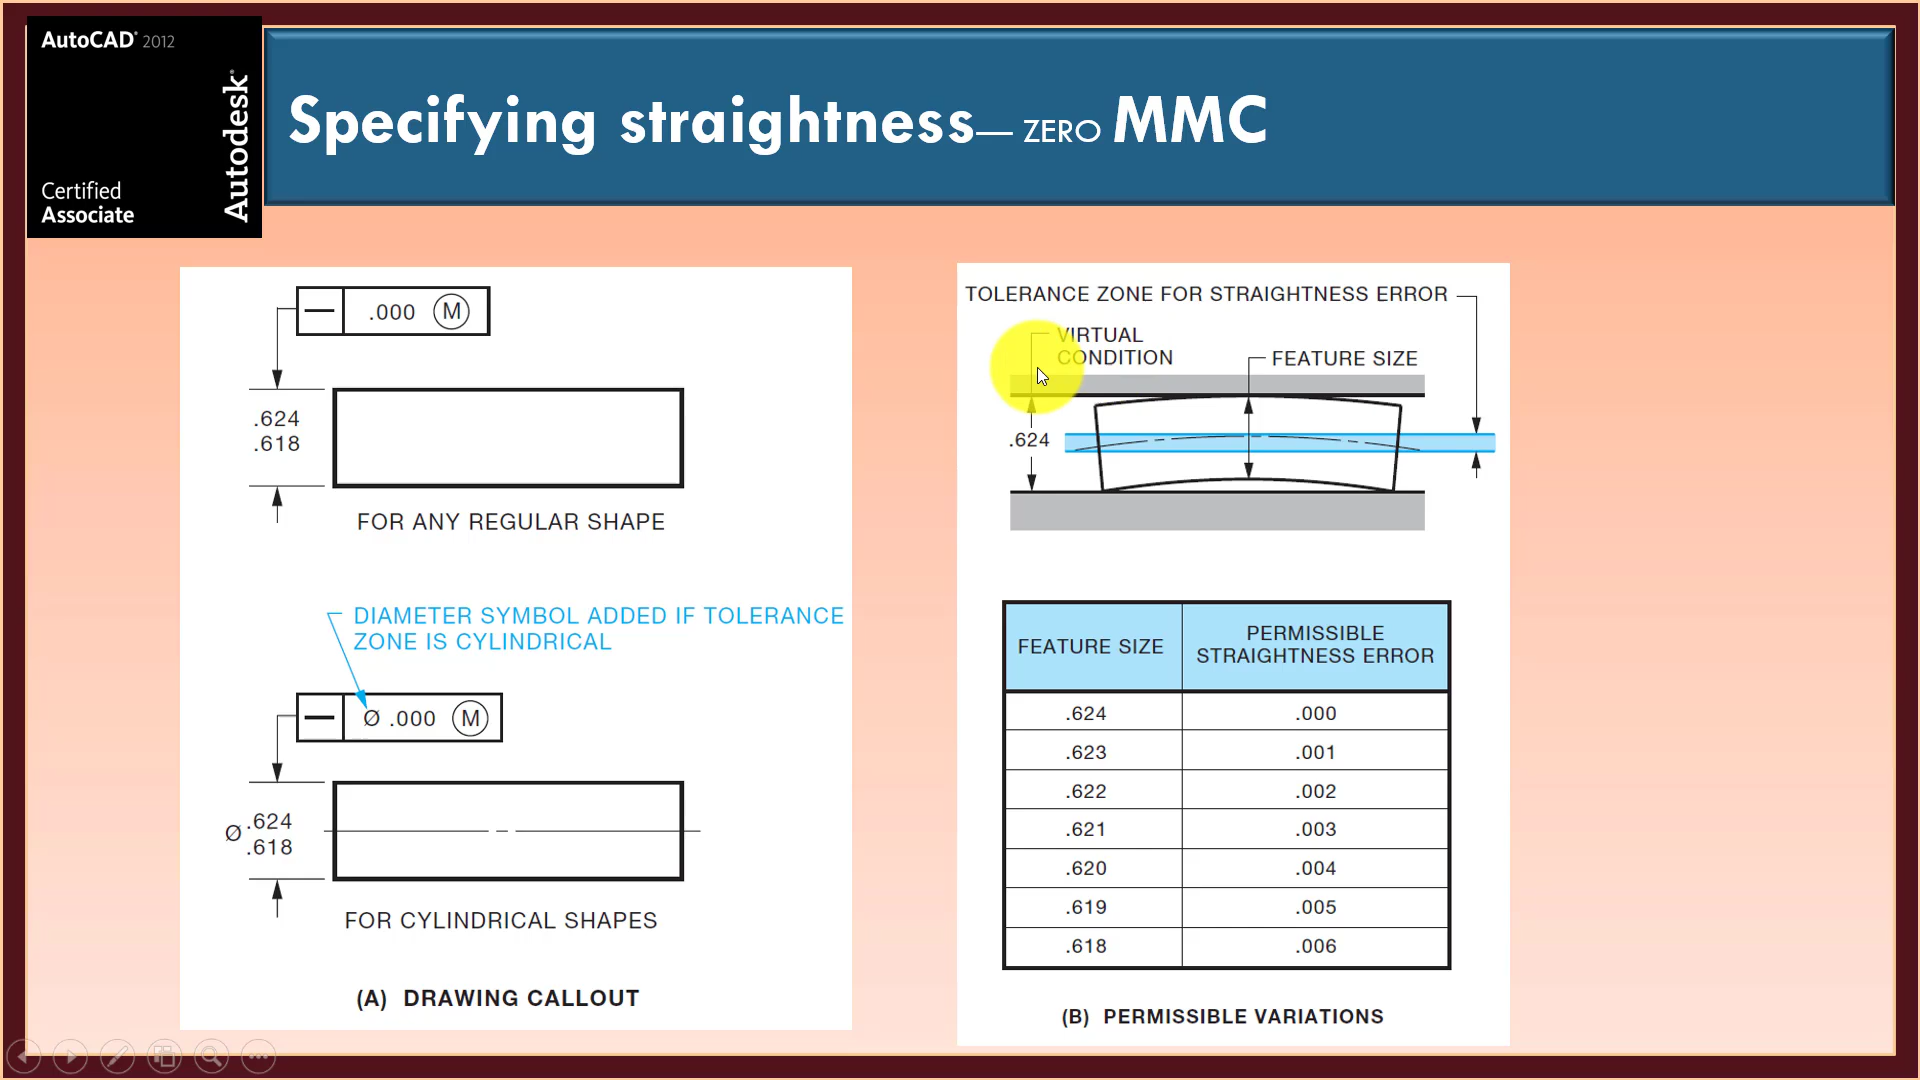 AutoCAD® 2012
Autodesk®
Certified
Associate
Specifying straightness— ZERO MMC
— .000 Ⓜ
.624
.618
FOR ANY REGULAR SHAPE
DIAMETER SYMBOL ADDED IF TOLERANCE
ZONE IS CYLINDRICAL
— Ø .000 Ⓜ
Ø .624
.618
FOR CYLINDRICAL SHAPES
(A) DRAWING CALLOUT
TOLERANCE ZONE FOR STRAIGHTNESS ERROR
VIRTUAL
CONDITION
FEATURE SIZE
.624
FEATURE SIZE
PERMISSIBLE
STRAIGHTNESS ERROR
.624 .000
.623 .001
.622 .002
.621 .003
.620 .004
.619 .005
.618 .006
(B) PERMISSIBLE VARIATIONS